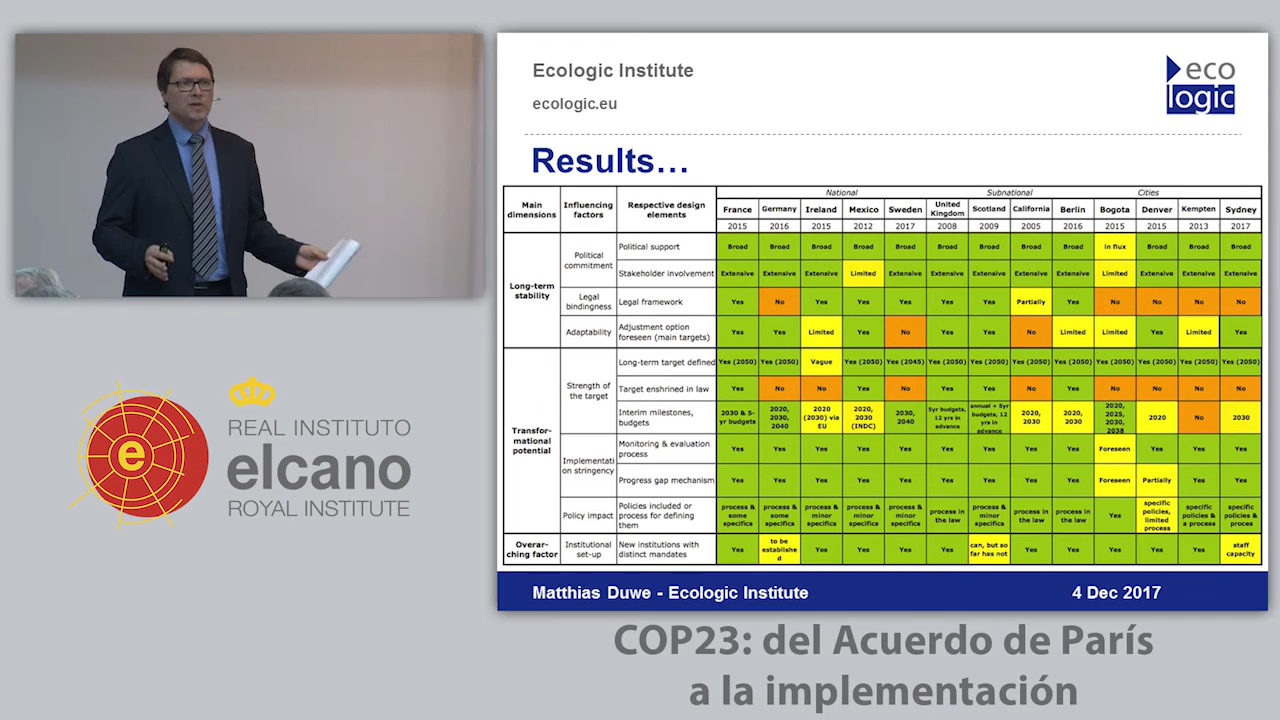 Ecologic Institute
ecologic.eu
eco
logic
Results…
National Subnational Cities
Main dimensions Influencing factors Respective design elements France Germany Ireland Mexico Sweden United Kingdom Scotland California Berlin Bogota Denver Kempten Sydney
2015 2016 2015 2012 2017 2008 2009 2005 2016 2015 2015 2013 2017
Long-term stability
Political commitment
Political support Broad Broad Broad Broad Broad Broad Broad Broad Broad in flux Broad Broad Broad
Stakeholder involvement Extensive Extensive Extensive Limited Extensive Extensive Extensive Extensive Extensive Limited Extensive Extensive Extensive
Legal bindingness Legal framework Yes No Yes Yes Yes Yes Yes Partially Yes No No No No
Adaptability Adjustment option foreseen (main targets) Yes Yes Limited Yes No Yes Yes No Limited Limited Yes Limited Yes
Transfor-mational potential
Strength of the target
Long-term target defined Yes (2050) Yes (2050) Vague Yes (2050) Yes (2045) Yes (2050) Yes (2050) Yes (2050) Yes (2050) Yes (2050) Yes (2050) Yes (2050) Yes (2050)
Target enshrined in law Yes No No Yes No Yes Yes No Yes No No No No
Interim milestones, budgets 2030 & 5-yr budgets 2020, 2030, 2040 2020 (2030) via EU 2020, 2030 (INDC) 2030, 2040 5yr budgets, 12 yrs in advance annual + 5yr budgets, 12 yrs in advance 2020, 2030 2020, 2030 2020, 2025, 2030, 2038 2020 No 2030
Implementati on stringency
Monitoring & evaluation process Yes Yes Yes Yes Yes Yes Yes Yes Yes Foreseen Yes Yes Yes
Progress gap mechanism Yes Yes Yes Yes Yes Yes Yes Yes Yes Foreseen Partially Yes Yes
Policy impact Policies included or process for defining them process & some specifics process & some specifics process & minor specifics process & minor specifics process & minor specifics process in the law process & minor specifics process in the law process in the law Yes specific policies, limited process specific policies & a process specific policies & proces
Overar-ching factor Institutional set-up New institutions with distinct mandates Yes to be establishe d Yes Yes Yes Yes can, but so far has not Yes Yes Yes Yes Yes staff capacity
Matthias Duwe - Ecologic Institute 4 Dec 2017
e
REAL INSTITUTO
elcano
ROYAL INSTITUTE
COP23: del Acuerdo de París
a la implementación